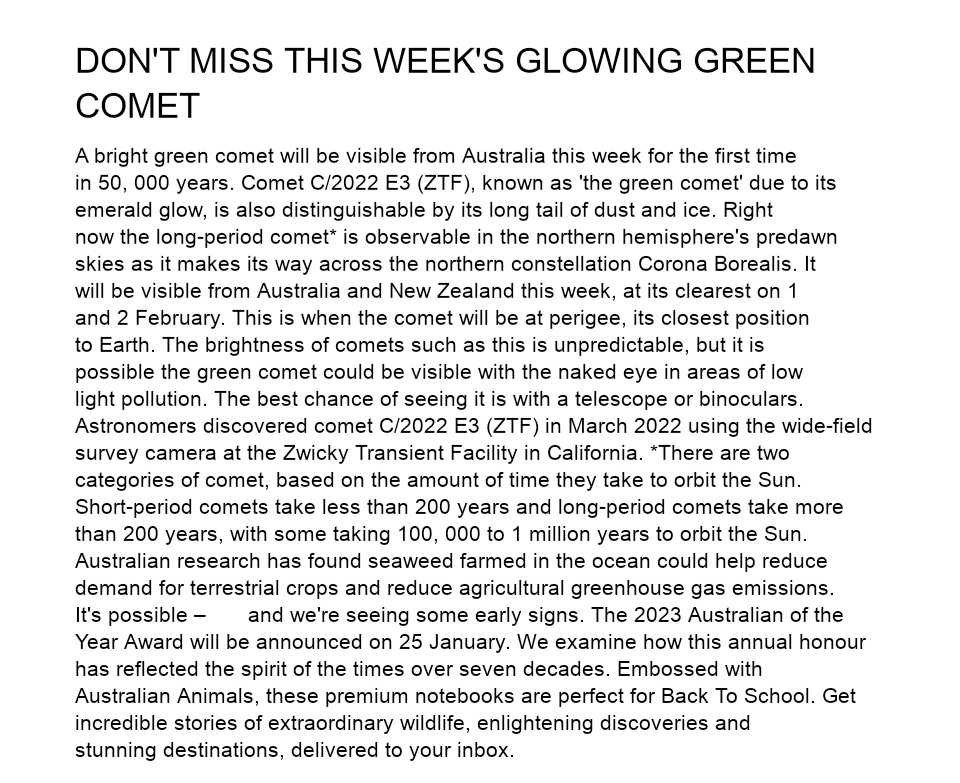 DON'T MISS THIS WEEK'S GLOWING GREEN
COMET
A bright green comet will be visible from Australia this week for the first time
in 50, 000 years. Comet C/2022 E3 (ZTF), known as 'the green comet' due to its
emerald glow, is also distinguishable by its long tail of dust and ice. Right
now the long-period comet* is observable in the northern hemisphere's predawn
skies as it makes its way across the northern constellation Corona Borealis. It
will be visible from Australia and New Zealand this week, at its clearest on 1
and 2 February. This is when the comet will be at perigee, its closest position
to Earth. The brightness of comets such as this is unpredictable, but it is
possible the green comet could be visible with the naked eye in areas of low
light pollution. The best chance of seeing it is with a telescope or binoculars.
Astronomers discovered comet C/2022 E3 (ZTF) in March 2022 using the wide-field
survey camera at the Zwicky Transient Facility in California. *There are two
categories of comet, based on the amount of time they take to orbit the Sun.
Short-period comets take less than 200 years and long-period comets take more
than 200 years, with some taking 100, 000 to 1 million years to orbit the Sun.
Australian research has found seaweed farmed in the ocean could help reduce
demand for terrestrial crops and reduce agricultural greenhouse gas emissions.
It's possible – and we're seeing some early signs. The 2023 Australian of the
Year Award will be announced on 25 January. We examine how this annual honour
has reflected the spirit of the times over seven decades. Embossed with
Australian Animals, these premium notebooks are perfect for Back To School. Get
incredible stories of extraordinary wildlife, enlightening discoveries and
stunning destinations, delivered to your inbox.